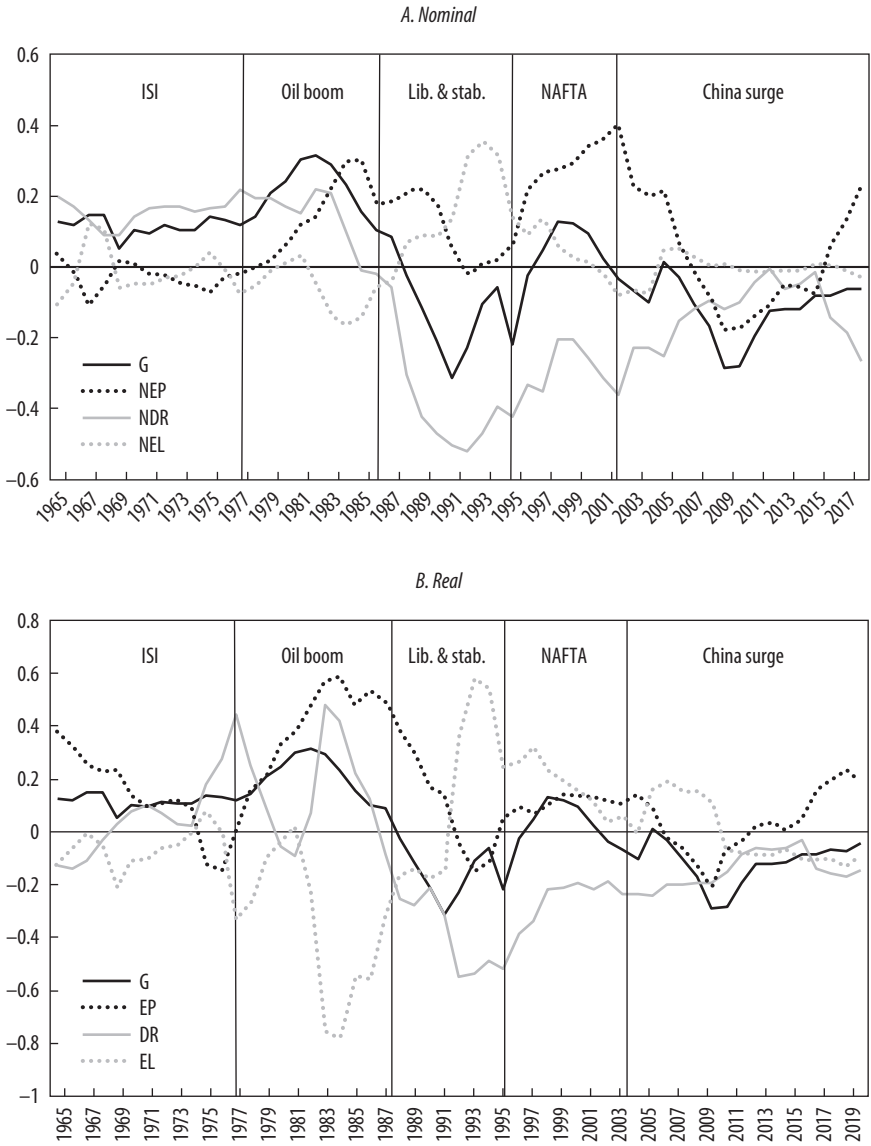 A. Nominal
0.6
ISI Oil boom Lib. & stab. NAFTA China surge
0.4
0.2
0
−0.2
G
NEP
−0.4
NDR
NEL
−0.6
1965 1967 1969 1971 1973 1975 1977 1979 1981 1983 1985 1987 1989 1991 1993 1995 1997 1999 2001 2003 2005 2007 2009 2011 2013 2015 2017
B. Real
0.8
ISI Oil boom Lib. & stab. NAFTA China surge
0.6
0.4
0.2
0
−0.2
−0.4
G
−0.6
EP
DR
−0.8
EL
−1
1965 1967 1969 1971 1973 1975 1977 1979 1981 1983 1985 1987 1989 1991 1993 1995 1997 1999 2001 2003 2005 2007 2009 2011 2013 2015 2017 2019